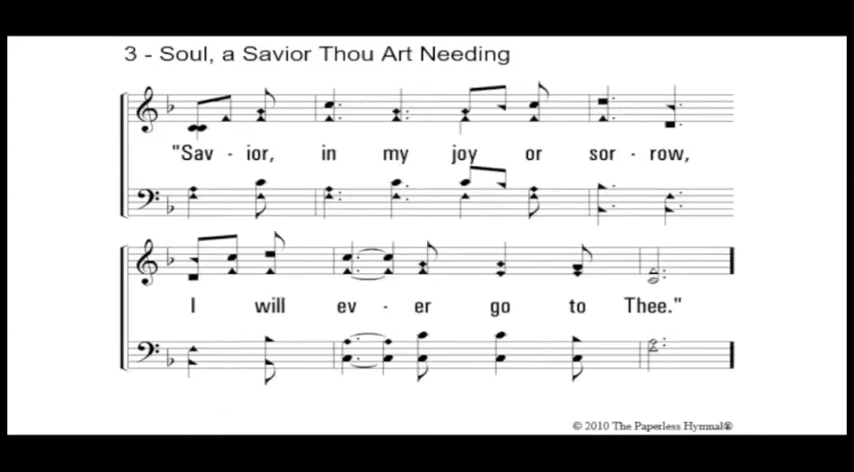 3 - Soul, a Savior Thou Art Needing
"Sav - ior, in my joy or sor - row,
I will ev - er go to Thee."
© 2010 The Paperless Hymnal®